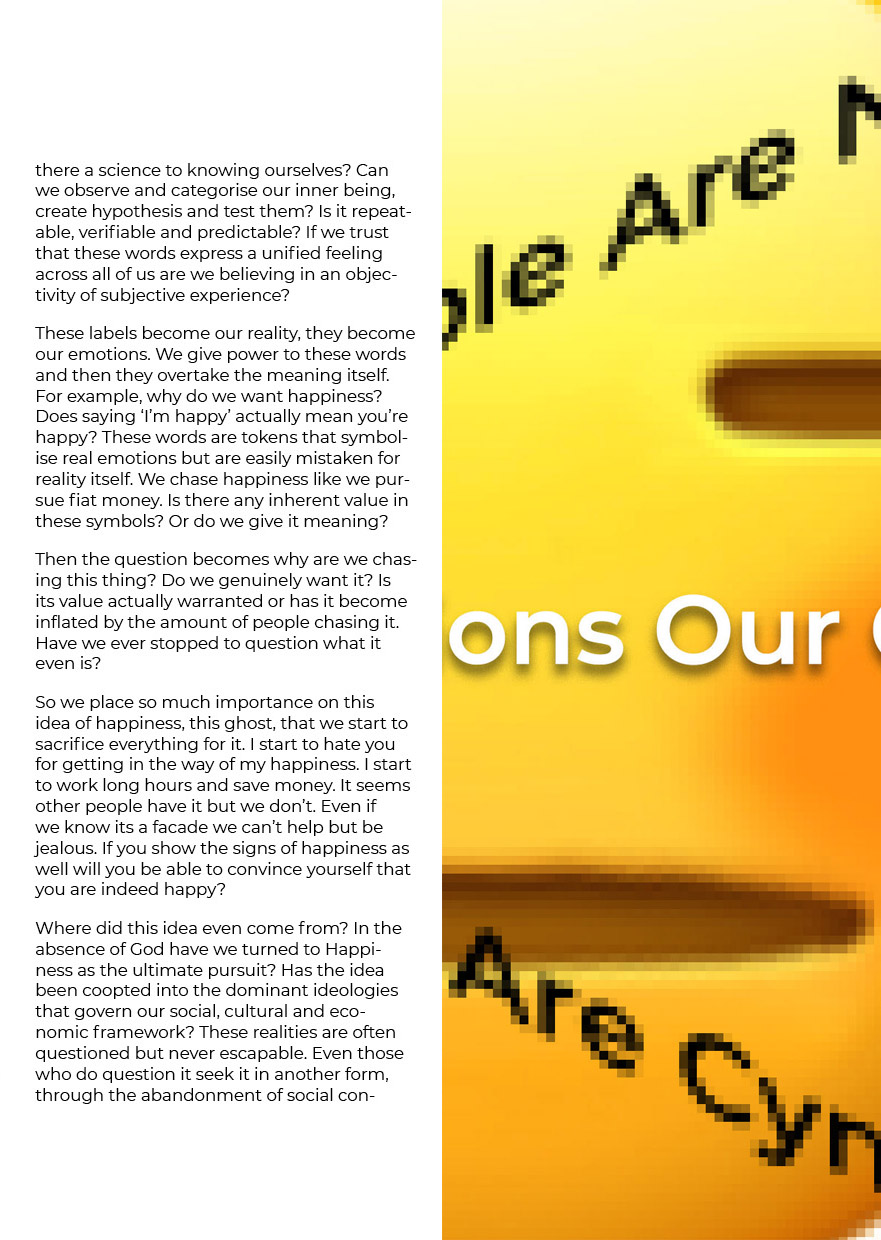 there a science to knowing ourselves? Can
we observe and categorise our inner being,
create hypothesis and test them? Is it repeat-
able, verifiable and predictable? If we trust
that these words express a unified feeling
across all of us are we believing in an objec-
tivity of subjective experience?
These labels become our reality, they become
our emotions. We give power to these words
and then they overtake the meaning itself.
For example, why do we want happiness?
Does saying ‘I’m happy’ actually mean you’re
happy? These words are tokens that symbol-
ise real emotions but are easily mistaken for
reality itself. We chase happiness like we pur-
sue fiat money. Is there any inherent value in
these symbols? Or do we give it meaning?
Then the question becomes why are we chas-
ing this thing? Do we genuinely want it? Is
its value actually warranted or has it become
inflated by the amount of people chasing it.
Have we ever stopped to question what it
even is?
So we place so much importance on this
idea of happiness, this ghost, that we start to
sacrifice everything for it. I start to hate you
for getting in the way of my happiness. I start
to work long hours and save money. It seems
other people have it but we don’t. Even if
we know its a facade we can’t help but be
jealous. If you show the signs of happiness as
well will you be able to convince yourself that
you are indeed happy?
Where did this idea even come from? In the
absence of God have we turned to Happi-
ness as the ultimate pursuit? Has the idea
been coopted into the dominant ideologies
that govern our social, cultural and eco-
nomic framework? These realities are often
questioned but never escapable. Even those
who do question it seek it in another form,
through the abandonment of social con-
ple Are
ons Our
Are Cyn